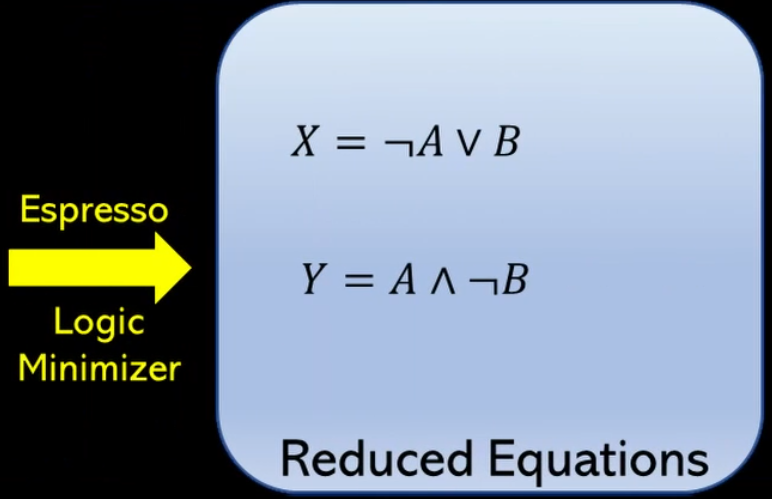 Espresso
Logic
Minimizer
X = ¬A ∨ B
Y = A ∧ ¬B
Reduced Equations